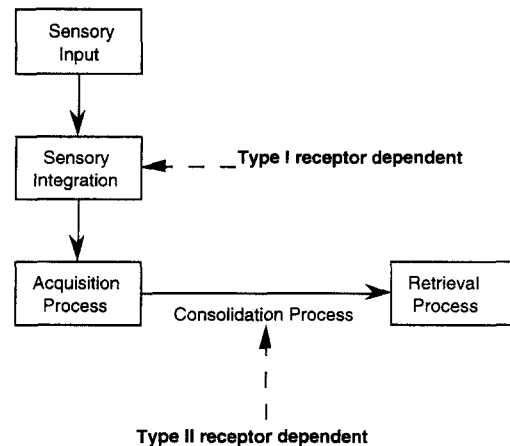 Sensory
Input
Sensory
Integration
Type I receptor dependent
Acquisition
Process
Consolidation Process
Retrieval
Process
Type II receptor dependent